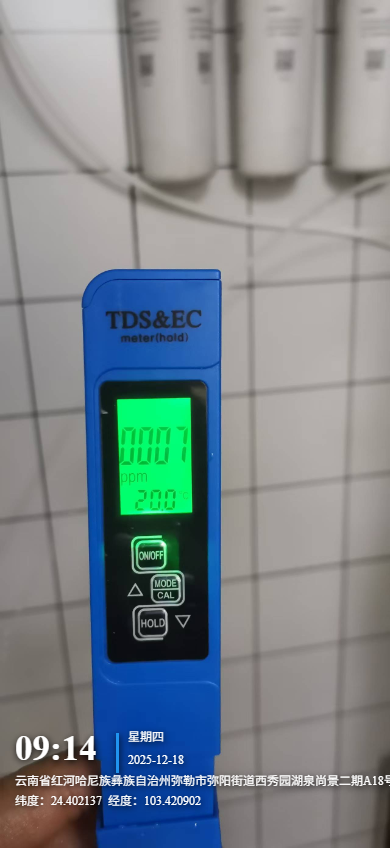 TDS&EC
meter(hold)
0007
ppm
20.0 °C
ON/OFF
MODE
CAL
HOLD
09:14
星期四
2025-12-18
云南省红河哈尼族彝族自治州弥勒市弥阳街道西秀园湖泉尚景二期A18号
纬度：24.402137 经度：103.420902